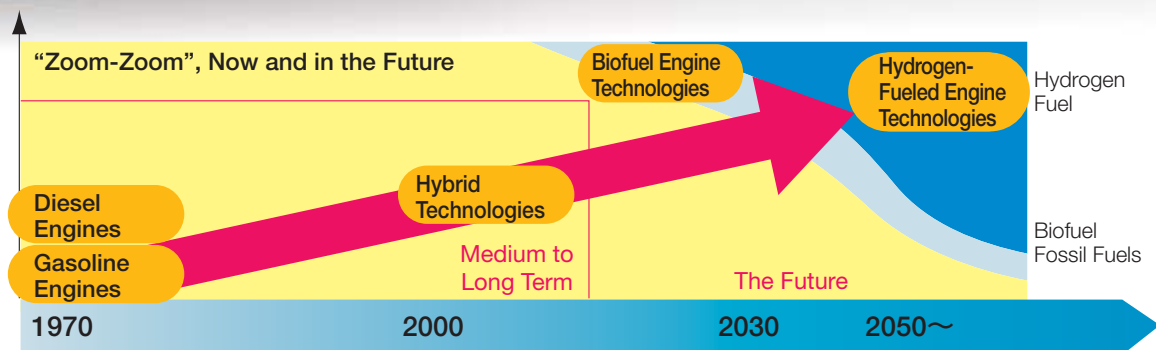 “Zoom-Zoom”, Now and in the Future
Biofuel Engine
Technologies
Hydrogen-
Fueled Engine
Technologies
Hydrogen
Fuel
Diesel
Engines
Hybrid
Technologies
Gasoline
Engines
Medium to
Long Term
The Future
Biofuel
Fossil Fuels
1970
2000
2030
2050～